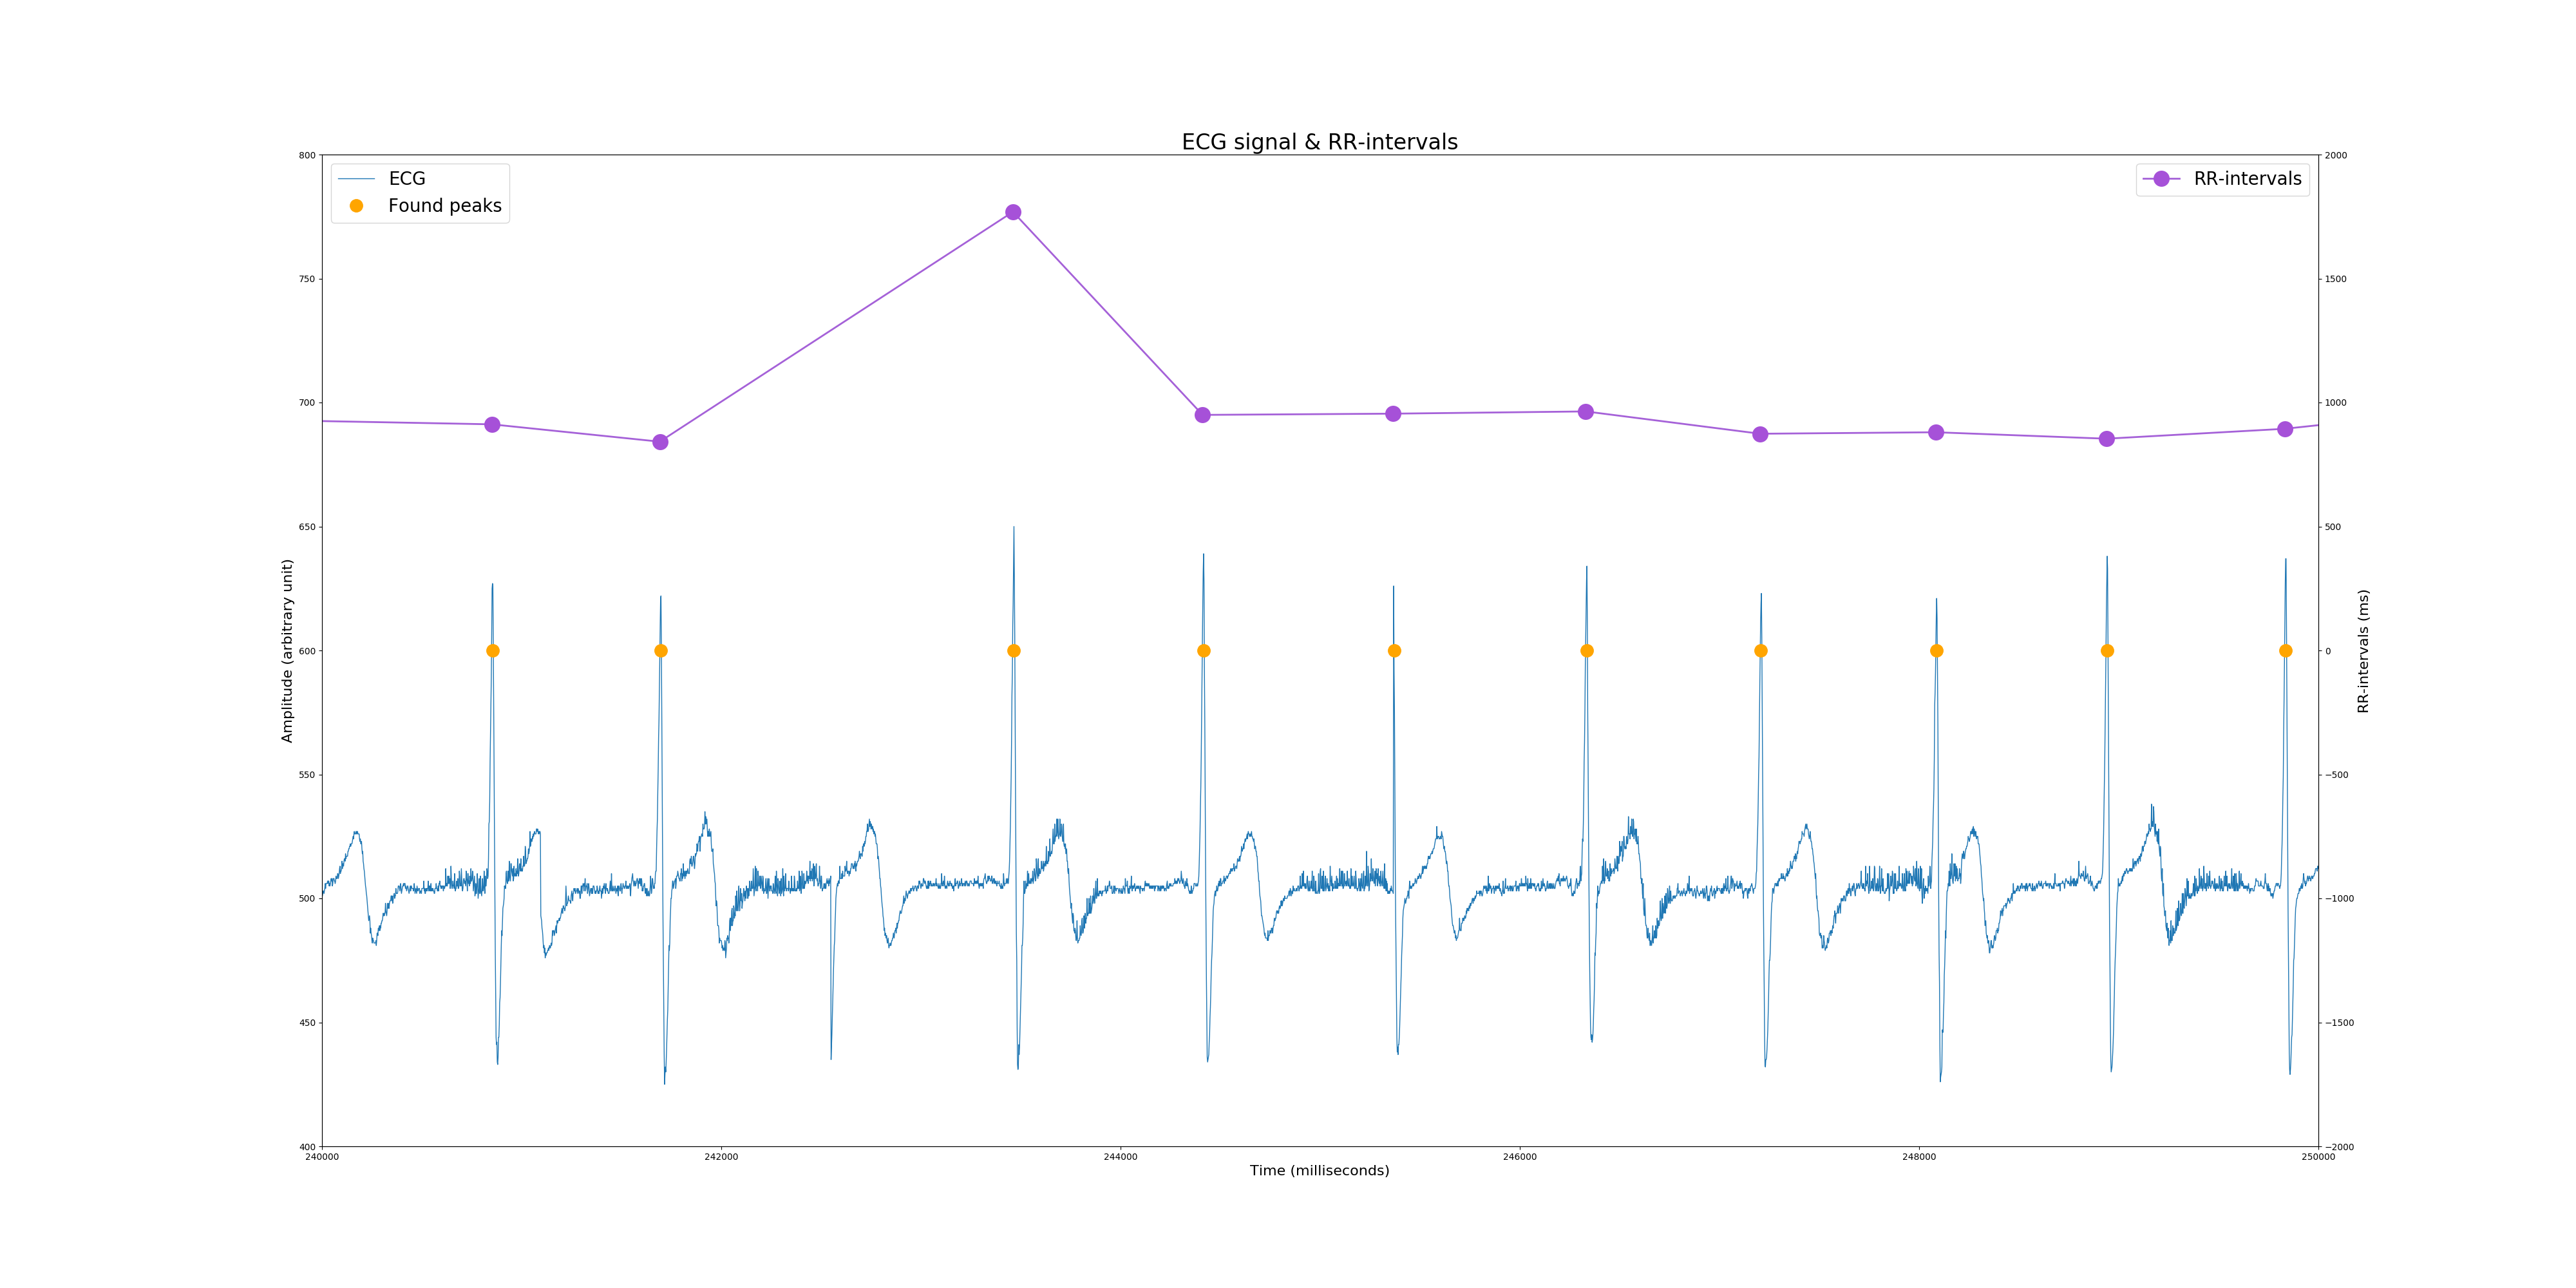 ECG signal & RR-intervals
ECG
Found peaks
RR-intervals
800
750
700
650
600
550
500
450
400
Amplitude (arbitrary unit)
2000
1500
1000
500
0
−500
−1000
−1500
−2000
RR-intervals (ms)
240000 242000 244000 246000 248000 250000
Time (milliseconds)